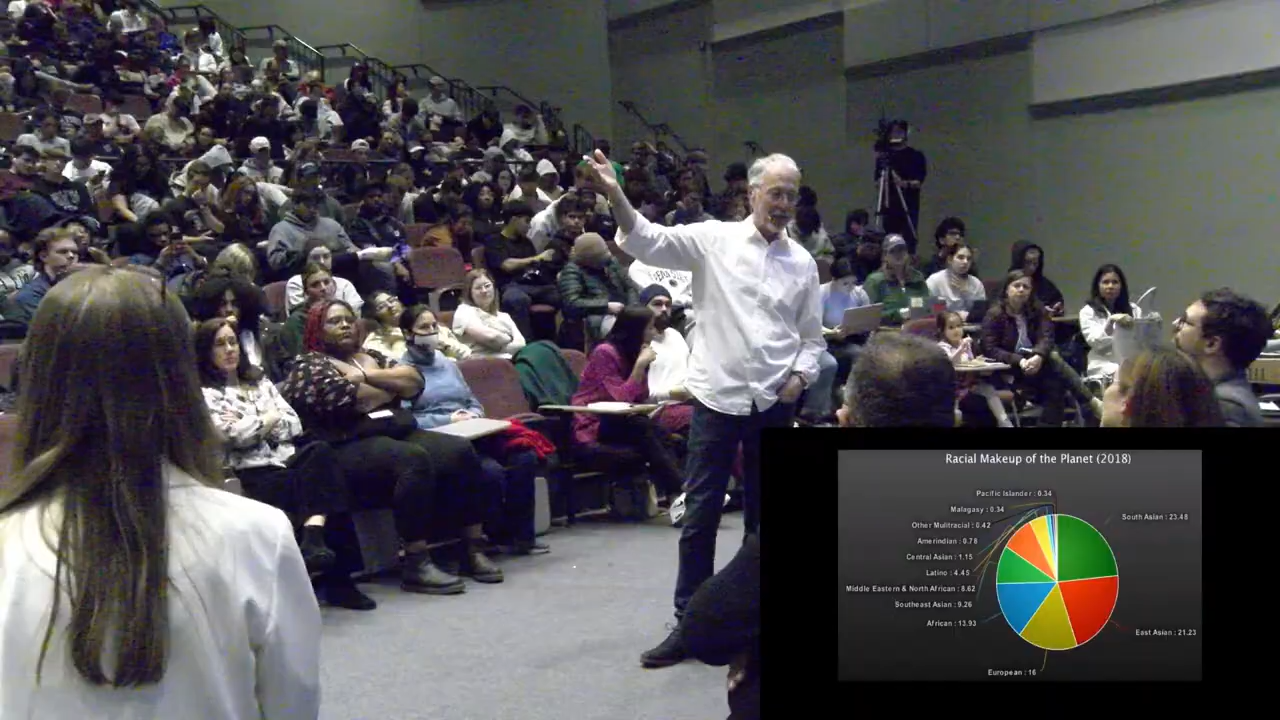 PENN STATE
Racial Makeup of the Planet (2018)
Pacific Islander : 0.34
Malagasy : 0.34
Other Mulitracial : 0.42
Amerindian : 0.78
Central Asian : 1.15
Latino : 4.45
Middle Eastern & North African : 8.62
Southeast Asian : 9.26
African : 13.93
European : 16
South Asian : 23.48
East Asian : 21.23